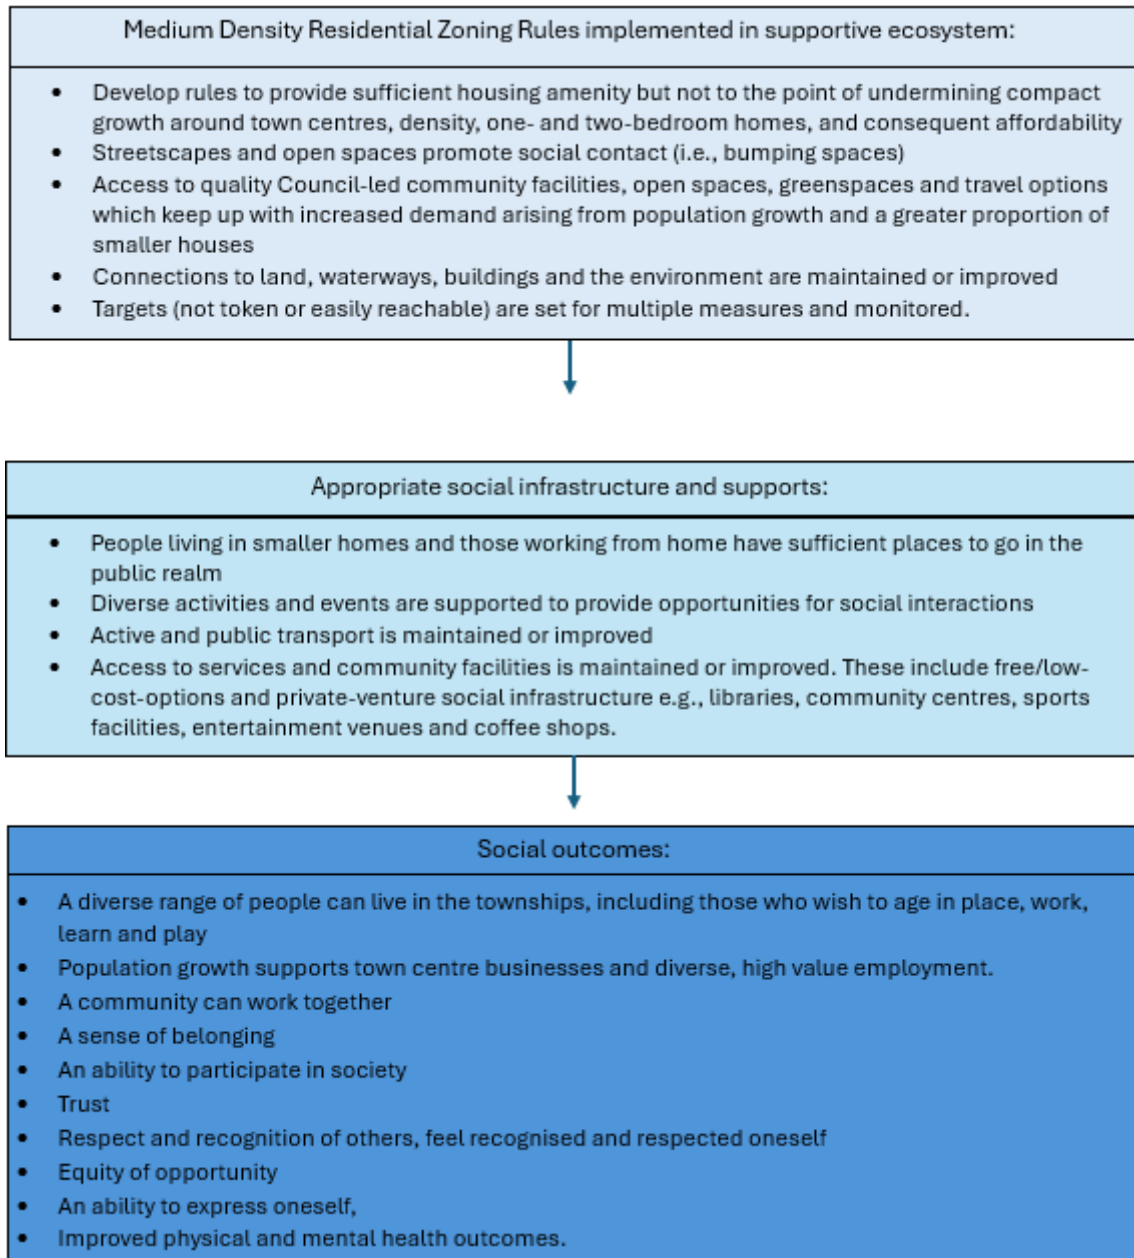 Medium Density Residential Zoning Rules implemented in supportive ecosystem:
• Develop rules to provide sufficient housing amenity but not to the point of undermining compact
growth around town centres, density, one- and two-bedroom homes, and consequent affordability
• Streetscapes and open spaces promote social contact (i.e., bumping spaces)
• Access to quality Council-led community facilities, open spaces, greenspaces and travel options
which keep up with increased demand arising from population growth and a greater proportion of
smaller houses
• Connections to land, waterways, buildings and the environment are maintained or improved
• Targets (not token or easily reachable) are set for multiple measures and monitored.
Appropriate social infrastructure and supports:
• People living in smaller homes and those working from home have sufficient places to go in the
public realm
• Diverse activities and events are supported to provide opportunities for social interactions
• Active and public transport is maintained or improved
• Access to services and community facilities is maintained or improved. These include free/low-
cost-options and private-venture social infrastructure e.g., libraries, community centres, sports
facilities, entertainment venues and coffee shops.
Social outcomes:
• A diverse range of people can live in the townships, including those who wish to age in place, work,
learn and play
• Population growth supports town centre businesses and diverse, high value employment.
• A community can work together
• A sense of belonging
• An ability to participate in society
• Trust
• Respect and recognition of others, feel recognised and respected oneself
• Equity of opportunity
• An ability to express oneself,
• Improved physical and mental health outcomes.